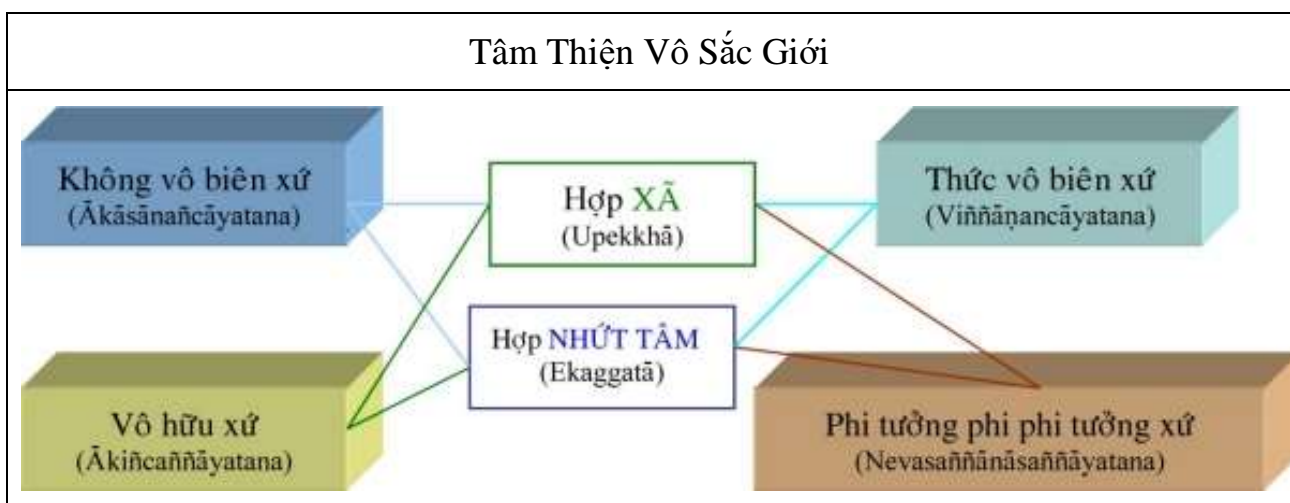 Tâm Thiện Vô Sắc Giới
Không vô biên xứ
(Ākāsānañcāyatana)
Hợp XÃ
(Upekkhā)
Thức vô biên xứ
(Viññāṇancāyatana)
Hợp NHỨT TÂM
(Ekaggatā)
Vô hữu xứ
(Ākiñcaññāyatana)
Phi tưởng phi phi tưởng xứ
(Nevasaññānāsaññāyatana)